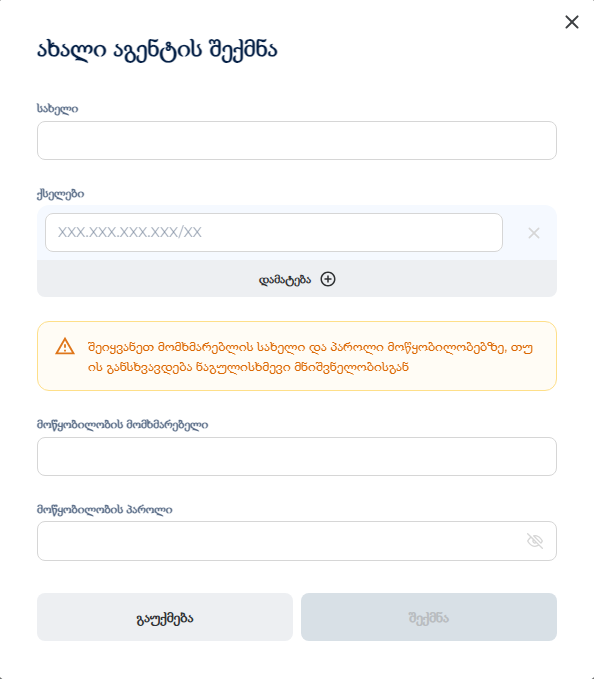 ახალი აგენტის შექმნა
სახელი
ქსელები
XXX.XXX.XXX.XXX/XX
დამატება
შეიყვანეთ მომხმარებლის სახელი და პაროლი მოწყობილობებზე, თუ
ის განსხვავდება ნაგულისხმევი მნიშვნელობისგან
მოწყობილობის მომხმარებელი
მოწყობილობის პაროლი
გაუქმება
შექმნა